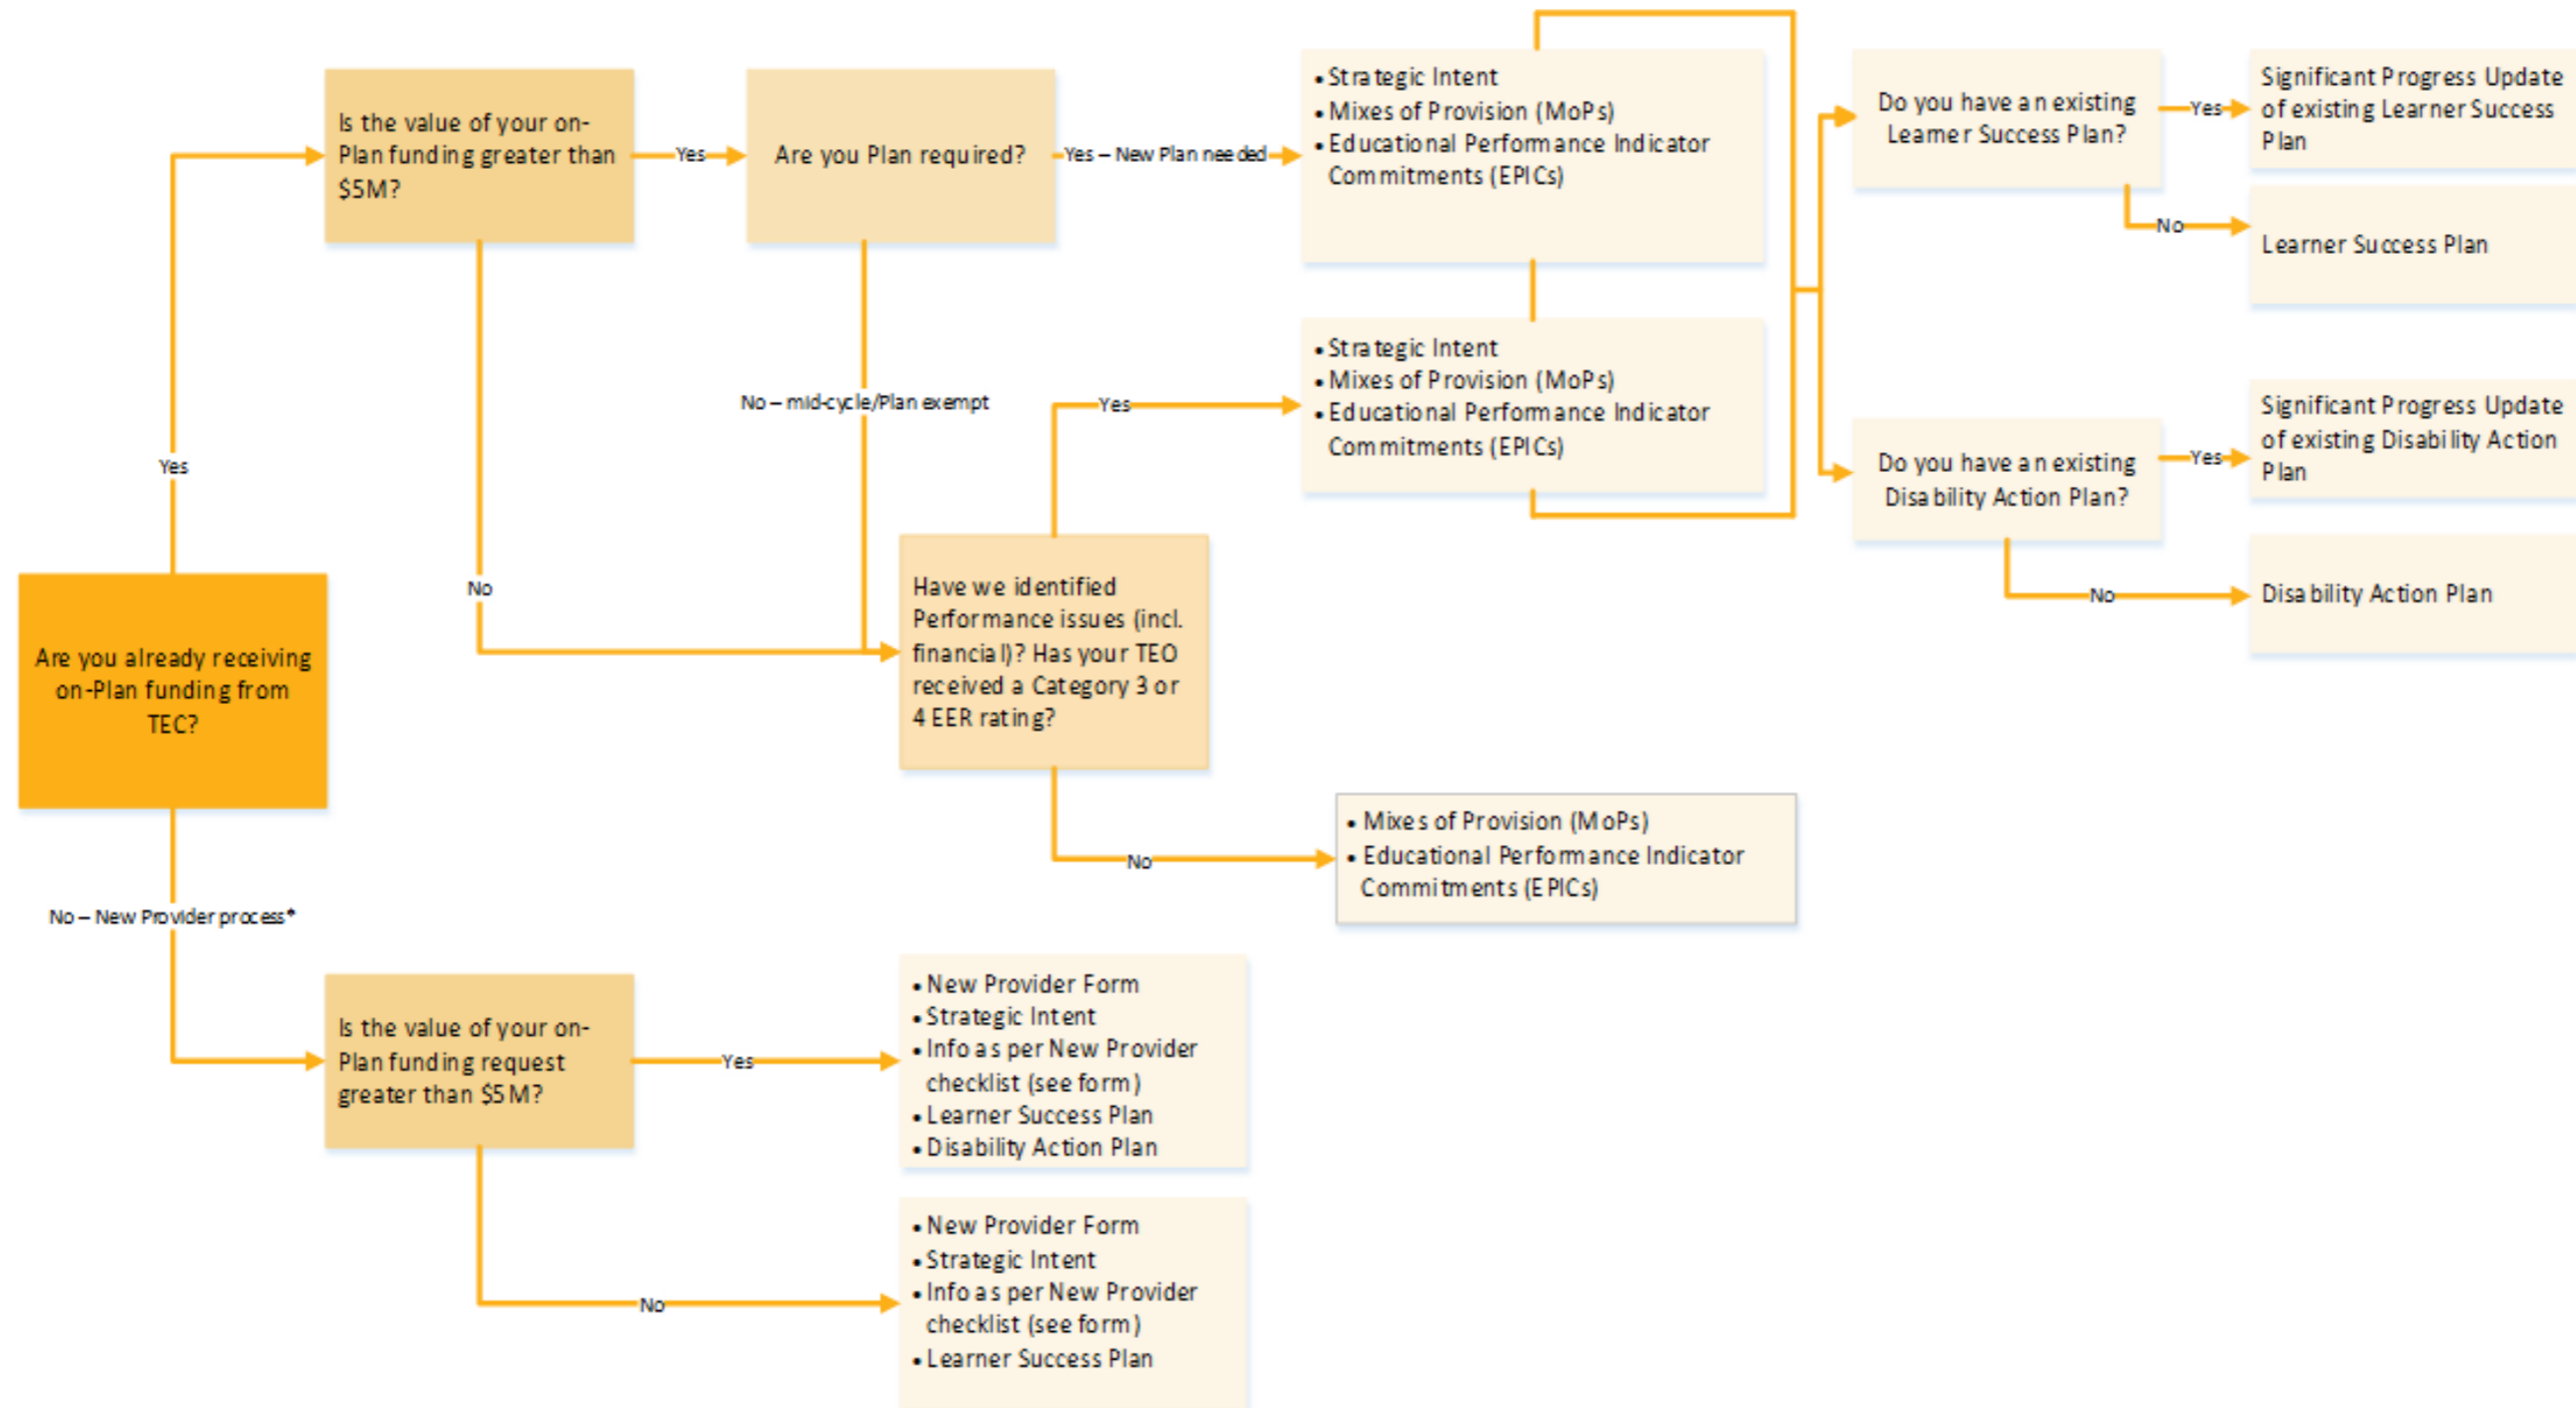 Is the value of your on-
Plan funding greater than
$5M?
Yes
Are you Plan required?
Yes – New Plan needed
• Strategic Intent
• Mixes of Provision (MoPs)
• Educational Performance Indicator
Commitments (EPICs)
Do you have an existing
Learner Success Plan?
Yes
Significant Progress Update
of existing Learner Success
Plan
No
Learner Success Plan
No – mid-cycle/Plan exempt
Yes
• Strategic Intent
• Mixes of Provision (MoPs)
• Educational Performance Indicator
Commitments (EPICs)
Do you have an existing
Disability Action Plan?
Yes
Significant Progress Update
of existing Disability Action
Plan
No
Disability Action Plan
Yes
No
Have we identified
Performance issues (incl.
financial)? Has your TEO
received a Category 3 or
4 EER rating?
Are you already receiving
on-Plan funding from
TEC?
No
• Mixes of Provision (MoPs)
• Educational Performance Indicator
Commitments (EPICs)
No – New Provider process*
Is the value of your on-
Plan funding request
greater than $5M?
Yes
• New Provider Form
• Strategic Intent
• Info as per New Provider
checklist (see form)
• Learner Success Plan
• Disability Action Plan
No
• New Provider Form
• Strategic Intent
• Info as per New Provider
checklist (see form)
• Learner Success Plan